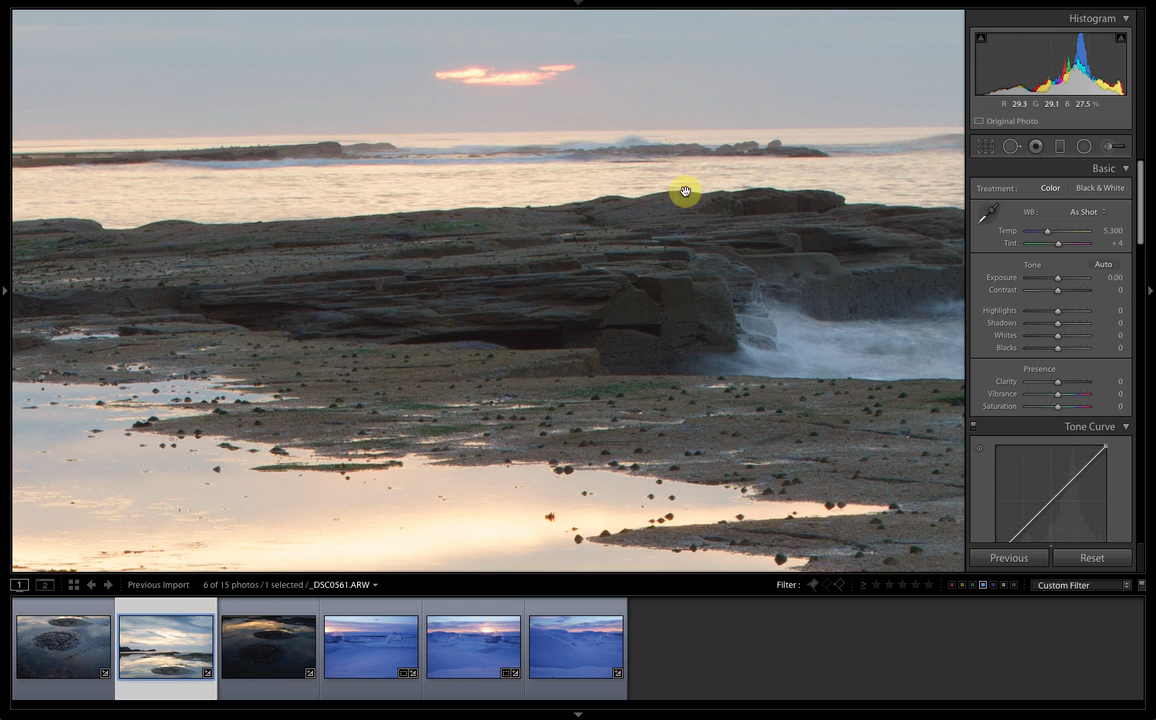 Histogram
R 29.3 G 29.1 B 27.5 %
Original Photo
Basic
Treatment : Color Black & White
WB : As Shot
Temp 5,300
Tint + 4
Tone Auto
Exposure 0.00
Contrast 0
Highlights 0
Shadows 0
Whites 0
Blacks 0
Presence
Clarity 0
Vibrance 0
Saturation 0
Tone Curve
Previous Reset
1 2 Previous Import 6 of 15 photos / 1 selected / _DSC0561.ARW Filter : Custom Filter